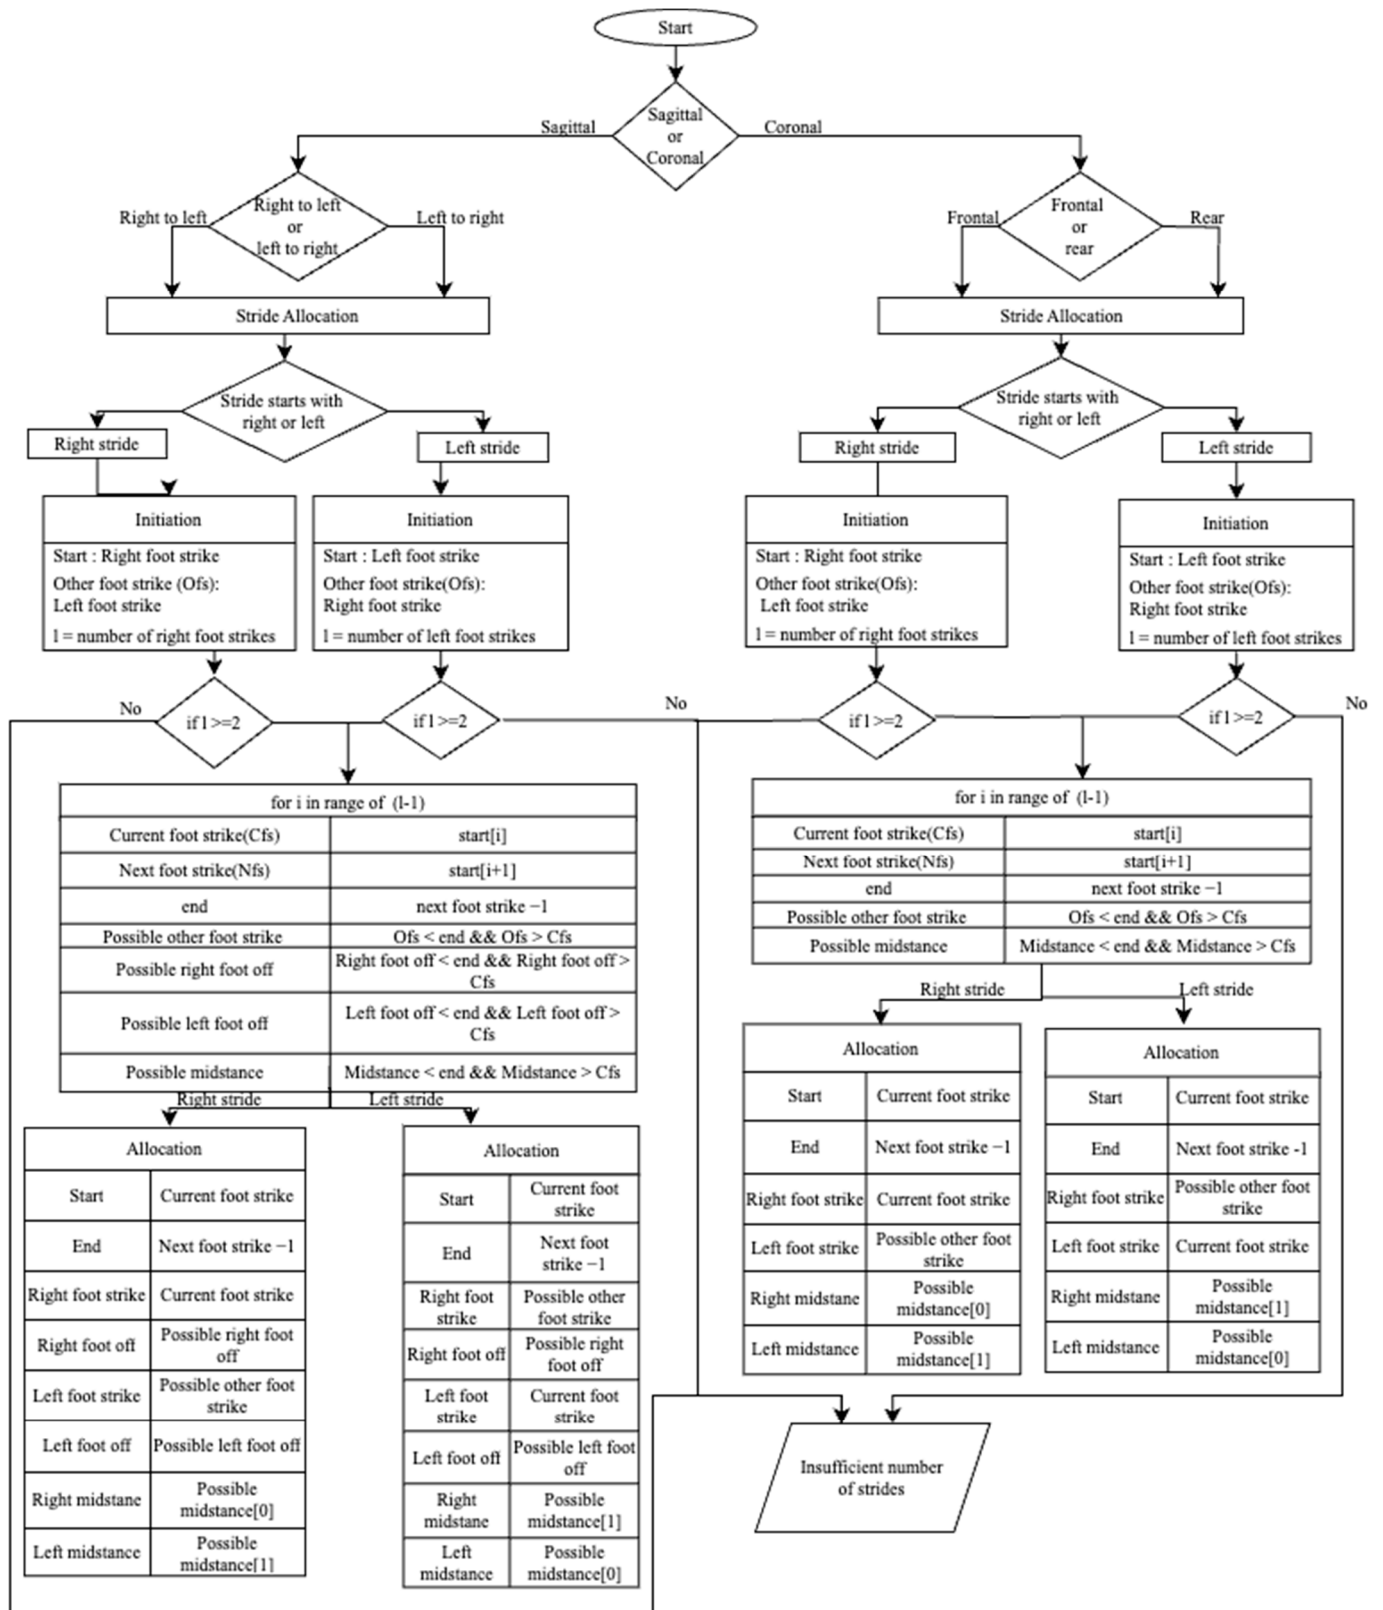 Start
Sagittal
or
Coronal
Sagittal
Coronal
Right to left
or
left to right
Right to left
Left to right
Frontal
or
rear
Frontal
Rear
Stride Allocation
Stride Allocation
Stride starts with
right or left
Stride starts with
right or left
Right stride
Left stride
Right stride
Left stride
Initiation
Start : Right foot strike
Other foot strike (Ofs):
Left foot strike
l = number of right foot strikes
Initiation
Start : Left foot strike
Other foot strike(Ofs):
Right foot strike
l = number of left foot strikes
Initiation
Start : Right foot strike
Other foot strike(Ofs):
Left foot strike
l = number of right foot strikes
Initiation
Start : Left foot strike
Other foot strike(Ofs):
Right foot strike
l = number of left foot strikes
No
if l >=2
if l >=2
No
if l >=2
if l >=2
No
for i in range of (l-1)
Current foot strike(Cfs)
start[i]
Next foot strike(Nfs)
start[i+1]
end
next foot strike −1
Possible other foot strike
Ofs < end && Ofs > Cfs
Possible right foot off
Right foot off < end && Right foot off >
Cfs
Possible left foot off
Left foot off < end && Left foot off >
Cfs
Possible midstance
Midstance < end && Midstance > Cfs
Right stride
Left stride
for i in range of (l-1)
Current foot strike(Cfs)
start[i]
Next foot strike(Nfs)
start[i+1]
end
next foot strike −1
Possible other foot strike
Ofs < end && Ofs > Cfs
Possible midstance
Midstance < end && Midstance > Cfs
Right stride
Left stride
Allocation
Start
Current foot strike
End
Next foot strike −1
Right foot strike
Current foot strike
Right foot off
Possible right foot
off
Left foot strike
Possible other foot
strike
Left foot off
Possible left foot off
Right midstane
Possible
midstance[0]
Left midstance
Possible
midstance[1]
Allocation
Start
Current foot
strike
End
Next foot
strike −1
Right foot
strike
Possible other
foot strike
Right foot off
Possible right
foot off
Left foot
strike
Current foot
strike
Left foot off
Possible left foot
off
Right
midstane
Possible
midstance[1]
Left
midstance
Possible
midstance[0]
Allocation
Start
Current foot strike
End
Next foot strike −1
Right foot strike
Current foot strike
Left foot strike
Possible other foot
strike
Right midstane
Possible
midstance[0]
Left midstance
Possible
midstance[1]
Allocation
Start
Current foot strike
End
Next foot strike -1
Right foot strike
Possible other foot
strike
Left foot strike
Current foot strike
Right midstane
Possible
midstance[1]
Left midstance
Possible
midstance[0]
Insufficient number
of strides